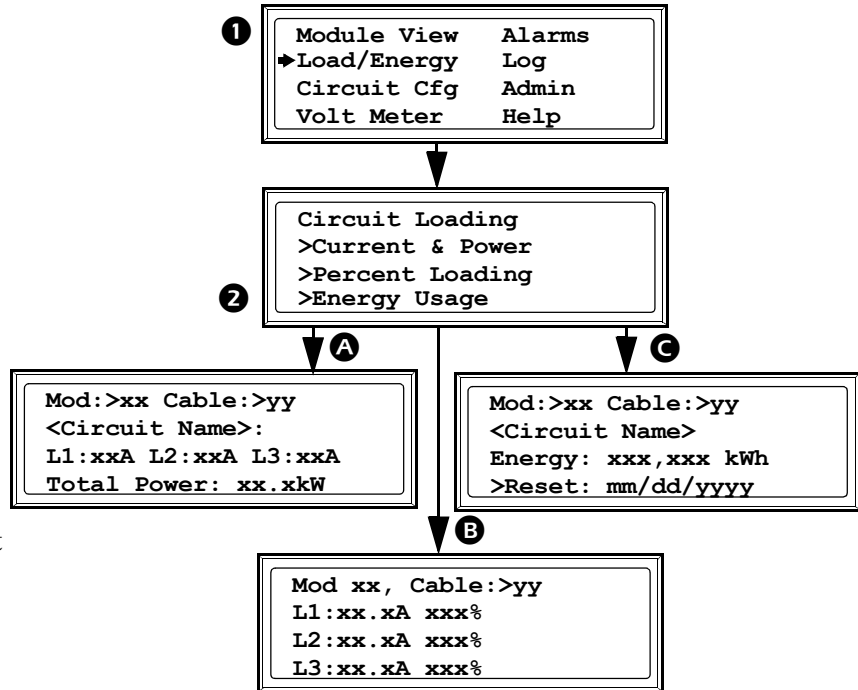 ❶
Module View Alarms
➔Load/Energy Log
Circuit Cfg Admin
Volt Meter Help
Circuit Loading
>Current & Power
>Percent Loading
❷ >Energy Usage
A
C
Mod:>xx Cable:>yy
<Circuit Name>:
L1:xxA L2:xxA L3:xxA
Total Power: xx.xkW
Mod:>xx Cable:>yy
<Circuit Name>
Energy: xxx,xxx kWh
>Reset: mm/dd/yyyy
B
t
Mod xx, Cable:>yy
L1:xx.xA xxx%
L2:xx.xA xxx%
L3:xx.xA xxx%